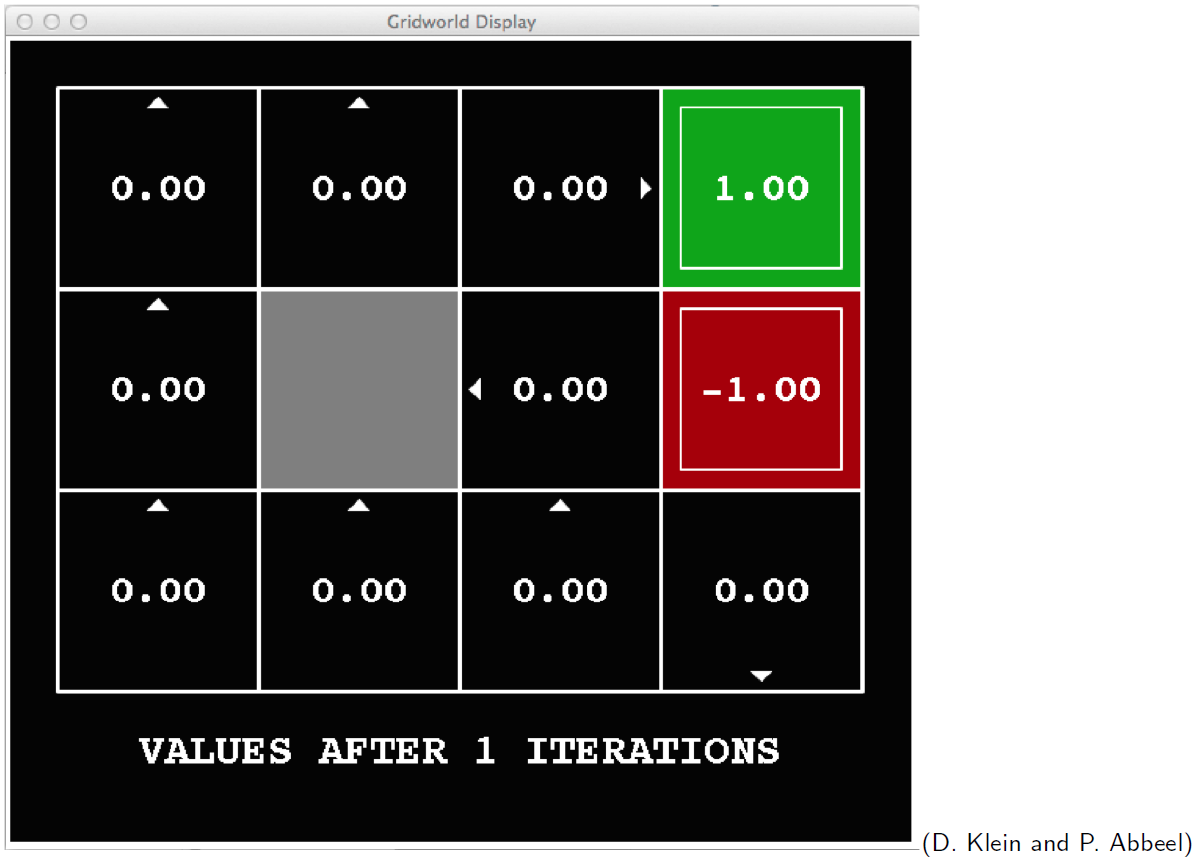 Gridworld Display
0.00 0.00 0.00 1.00
0.00 0.00 -1.00
0.00 0.00 0.00 0.00
VALUES AFTER 1 ITERATIONS
(D. Klein and P. Abbeel)